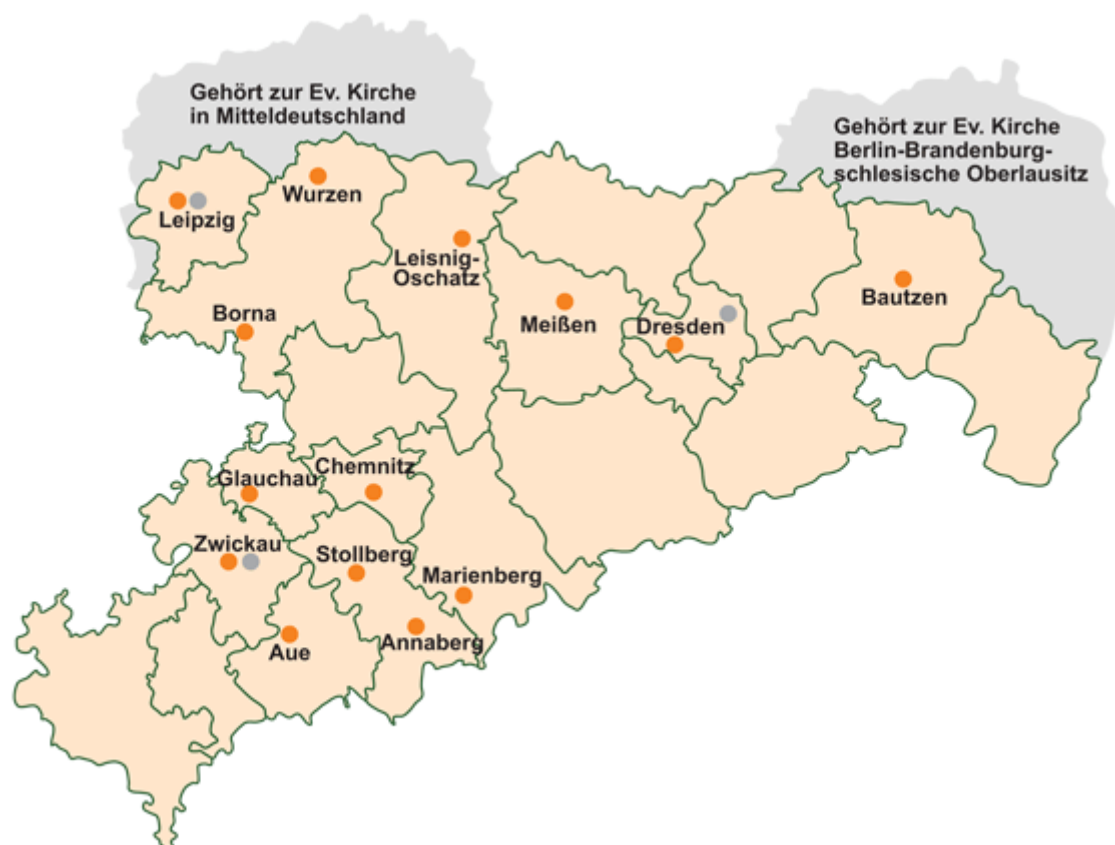 Gehört zur Ev. Kirche
in Mitteldeutschland
Gehört zur Ev. Kirche
Berlin-Brandenburg-
schlesische Oberlausitz
Wurzen
Leipzig
Leisnig-
Oschatz
Bautzen
Borna
Meißen
Dresden
Glauchau
Chemnitz
Zwickau
Stollberg
Marienberg
Aue
Annaberg